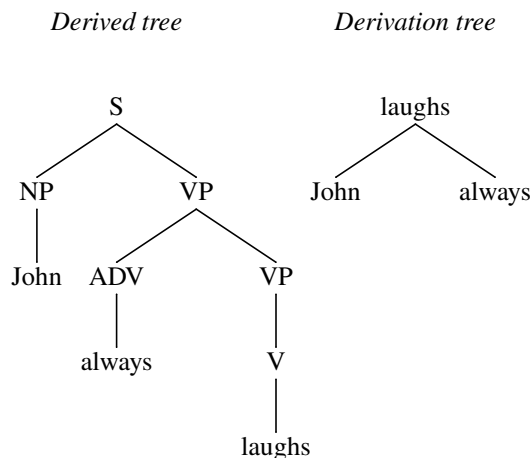 Derived tree Derivation tree
S laughs
NP VP John always
John ADV VP
always V
laughs